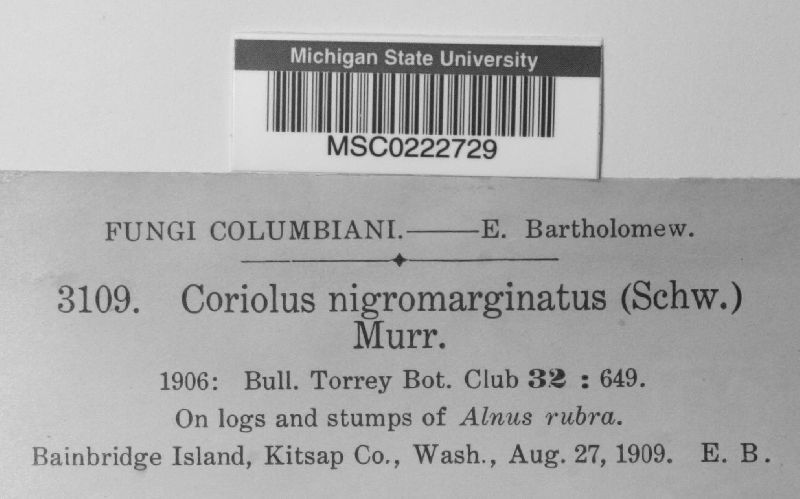 Michigan State University
MSC0222729
FUNGI COLUMBIANI.——E. Bartholomew.
3109. Coriolus nigromarginatus (Schw.)
Murr.
1906: Bull. Torrey Bot. Club 32 : 649.
On logs and stumps of Alnus rubra.
Bainbridge Island, Kitsap Co., Wash., Aug. 27, 1909. E. B.